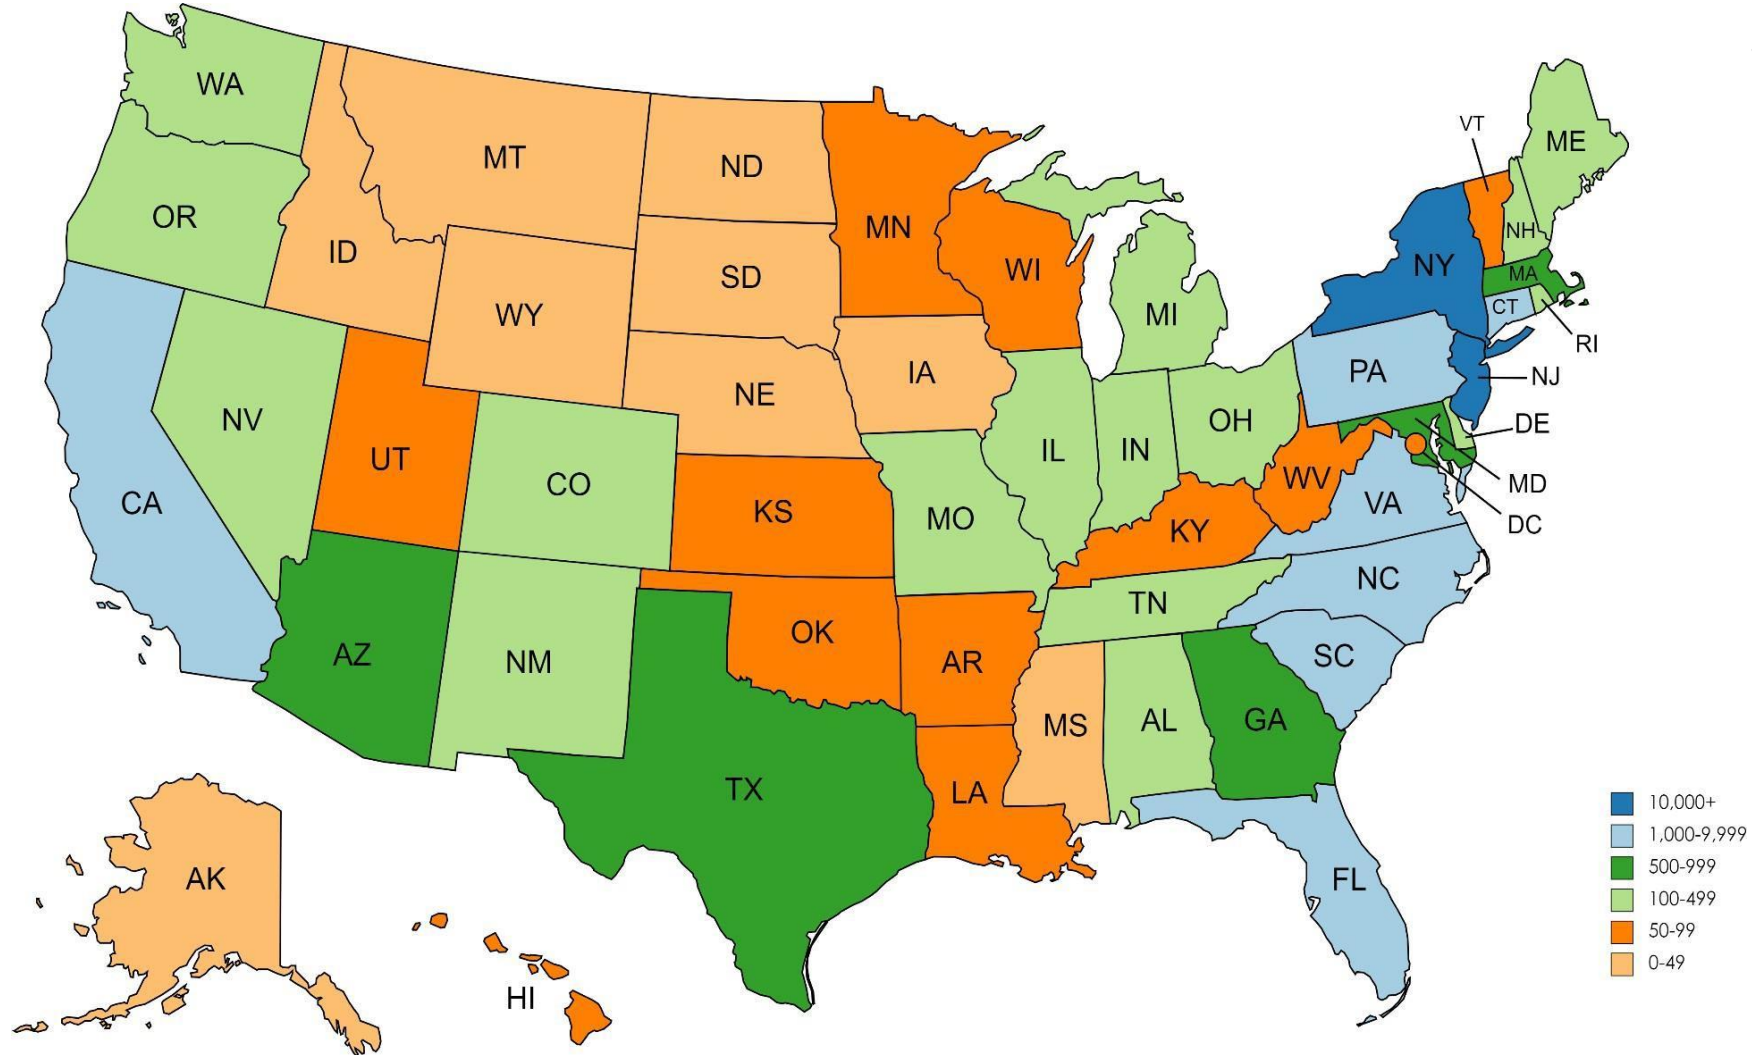 WA
VT
ME
MT
ND
OR
MN
NH
ID
NY
WI
MA
SD
CT
WY
MI
RI
IA
PA
NJ
NE
NV
OH
DE
UT
IL
IN
CO
WV
MD
CA
KS
VA
MO
DC
KY
NC
TN
OK
AZ
NM
AR
SC
MS
AL
GA
TX
LA
10,000+
1,000-9,999
500-999
AK
FL
100-499
50-99
0-49
HI